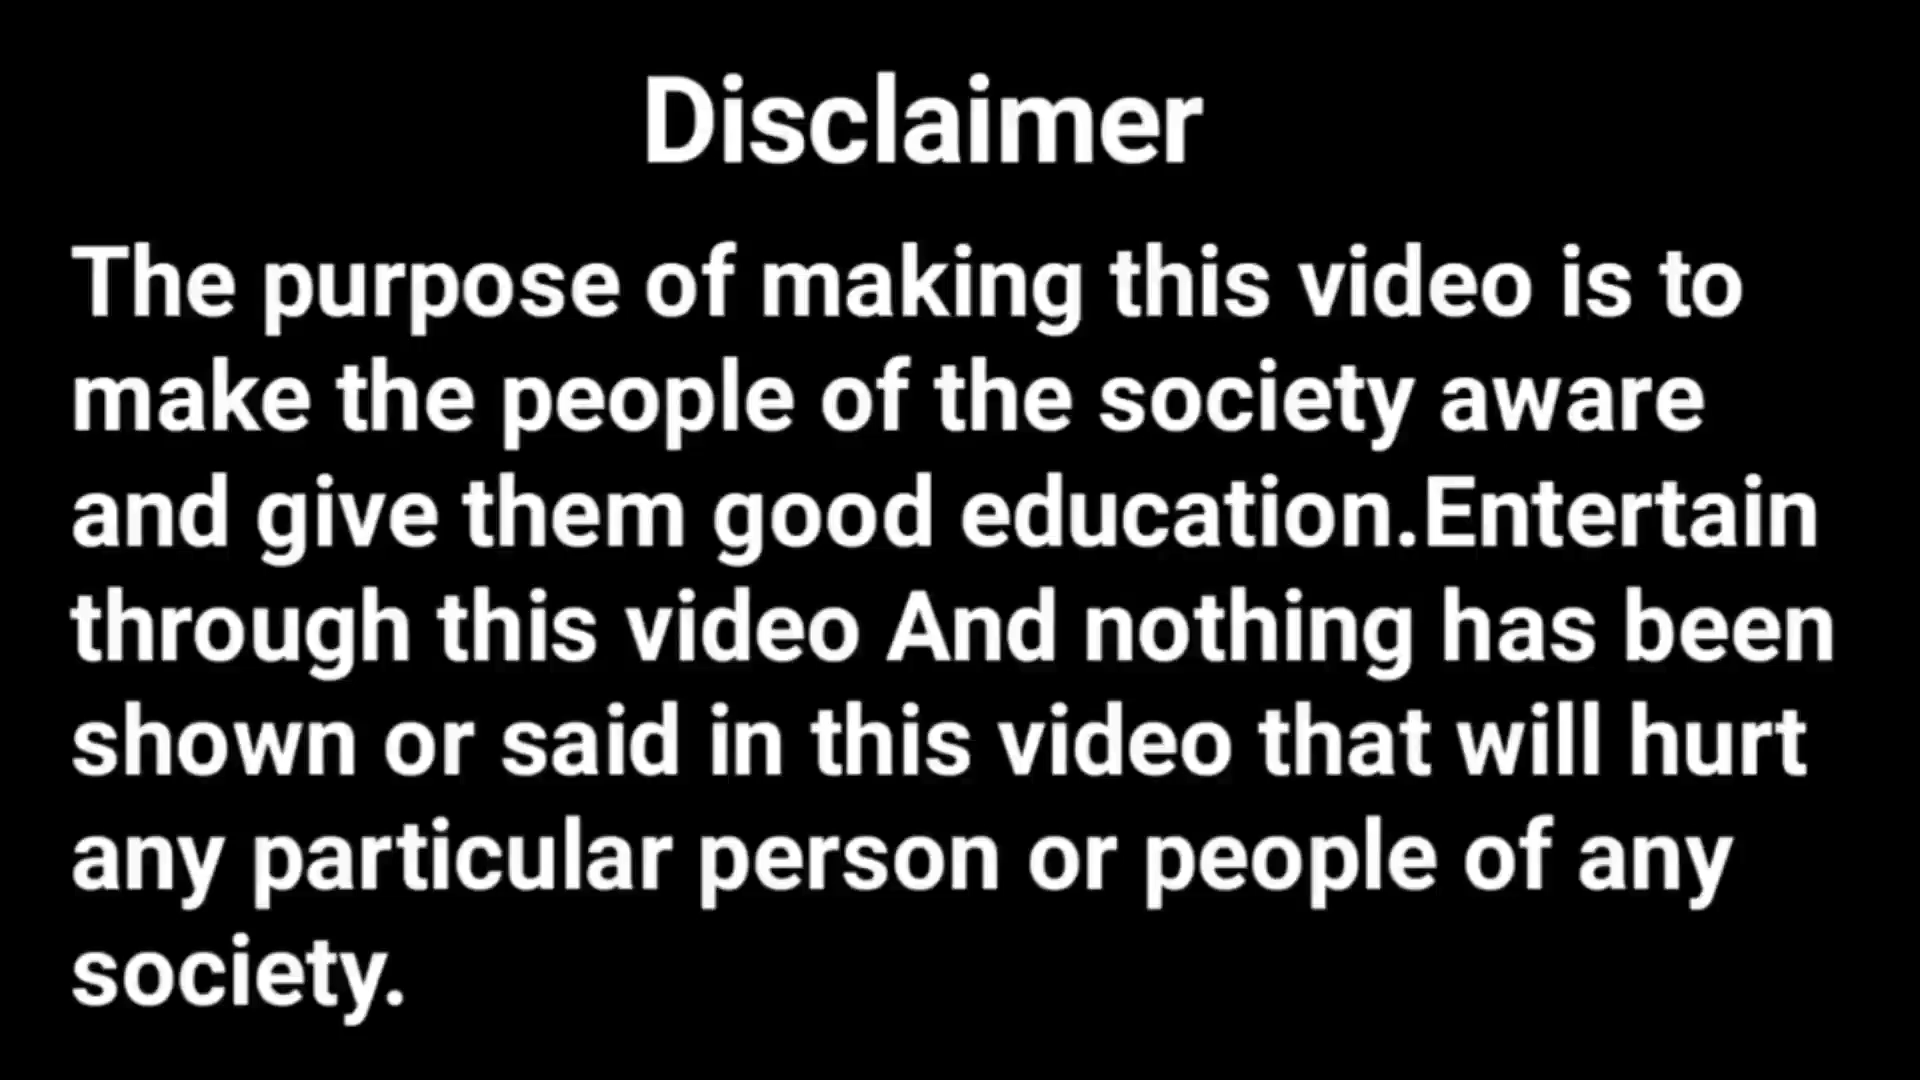 Disclaimer
The purpose of making this video is to
make the people of the society aware
and give them good education.Entertain
through this video And nothing has been
shown or said in this video that will hurt
any particular person or people of any
society.